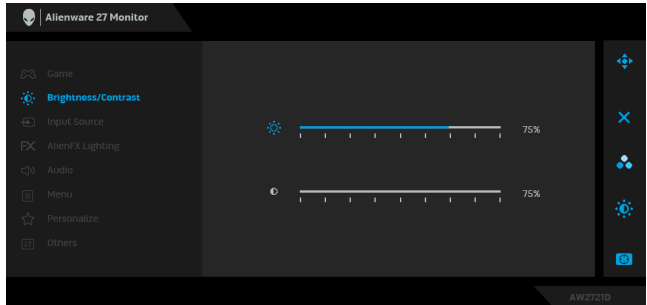 Alienware 27 Monitor
Game
Brightness/Contrast
Input Source
AlienFX Lighting
Audio
Menu
Personalize
Others
75%
75%
AW2721D